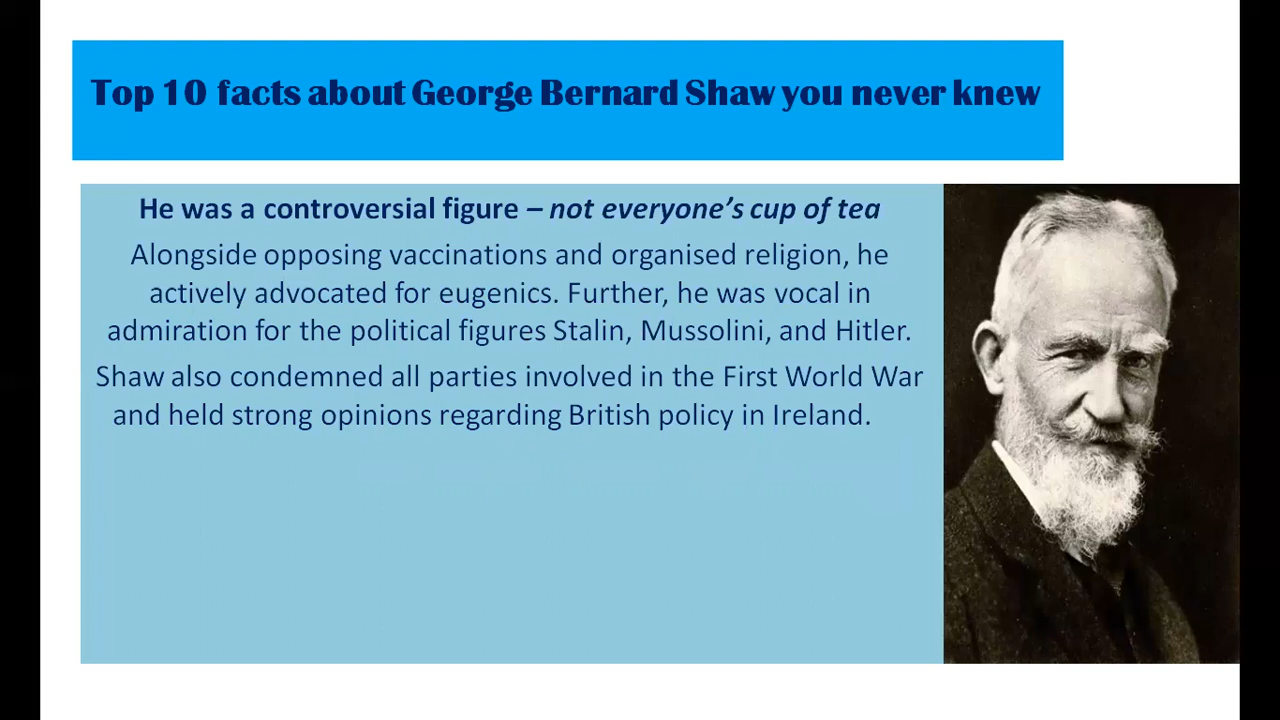 Top 10 facts about George Bernard Shaw you never knew
He was a controversial figure – not everyone’s cup of tea
Alongside opposing vaccinations and organised religion, he
actively advocated for eugenics. Further, he was vocal in
admiration for the political figures Stalin, Mussolini, and Hitler.
Shaw also condemned all parties involved in the First World War
and held strong opinions regarding British policy in Ireland.